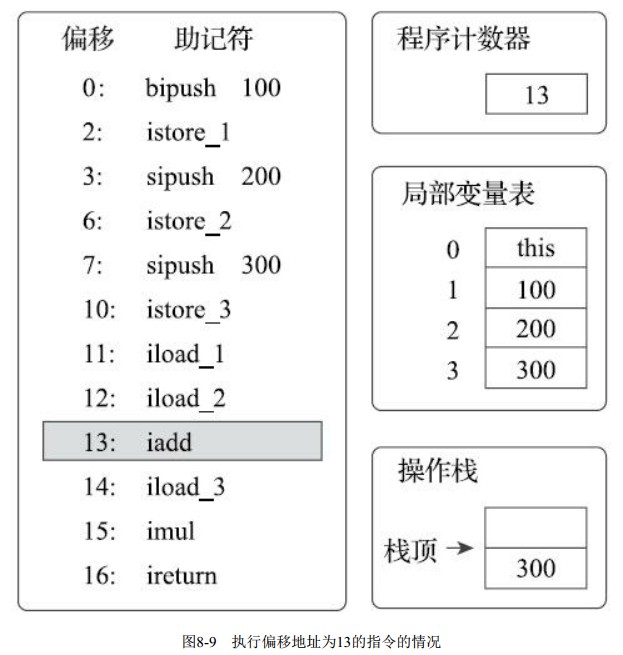 偏移 助记符
0: bipush 100
2: istore_1
3: sipush 200
6: istore_2
7: sipush 300
10: istore_3
11: iload_1
12: iload_2
13: iadd
14: iload_3
15: imul
16: ireturn
程序计数器
13
局部变量表
0 this
1 100
2 200
3 300
操作栈
栈顶
300
图8-9 执行偏移地址为13的指令的情况